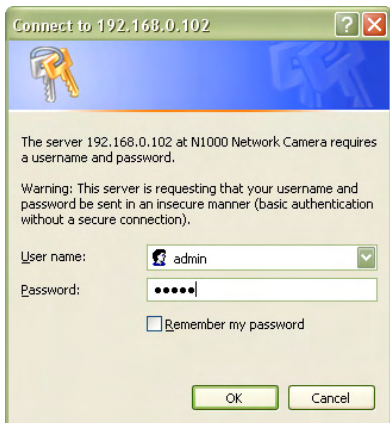 Connect to 192.168.0.102
The server 192.168.0.102 at N1000 Network Camera requires
a username and password.
Warning: This server is requesting that your username and
password be sent in an insecure manner (basic authentication
without a secure connection).
User name:
admin
Password:
•••••
Remember my password
OK
Cancel